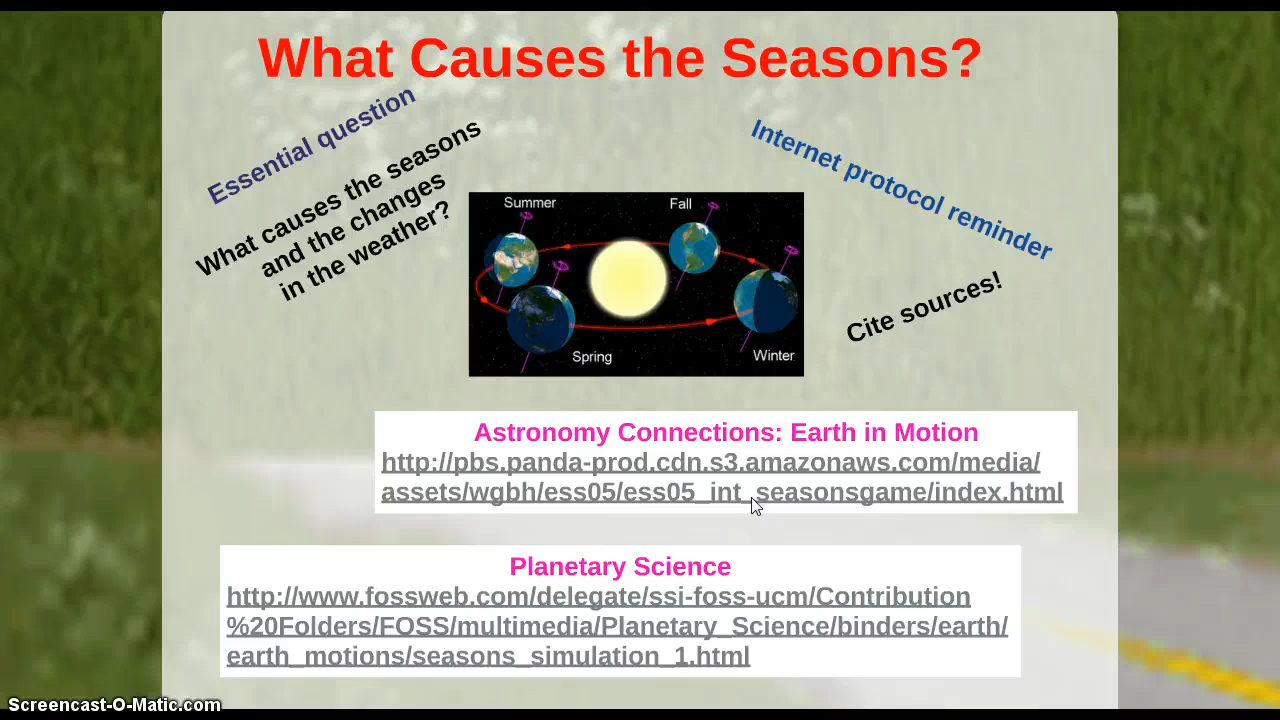 What Causes the Seasons?
Essential question
What causes the seasons
and the changes
in the weather?
Internet protocol reminder
Cite sources!
Summer
Fall
Spring
Winter
Astronomy Connections: Earth in Motion
http://pbs.panda-prod.cdn.s3.amazonaws.com/media/
assets/wgbh/ess05/ess05_int_seasonsgame/index.html
Planetary Science
http://www.fossweb.com/delegate/ssi-foss-ucm/Contribution
%20Folders/FOSS/multimedia/Planetary_Science/binders/earth/
earth_motions/seasons_simulation_1.html
Screencast-O-Matic.com